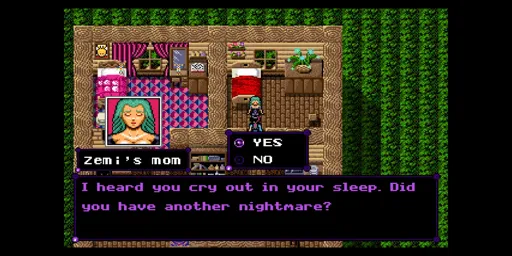 YES
NO
Zemi's mom
I heard you cry out in your sleep. Did
you have another nightmare?